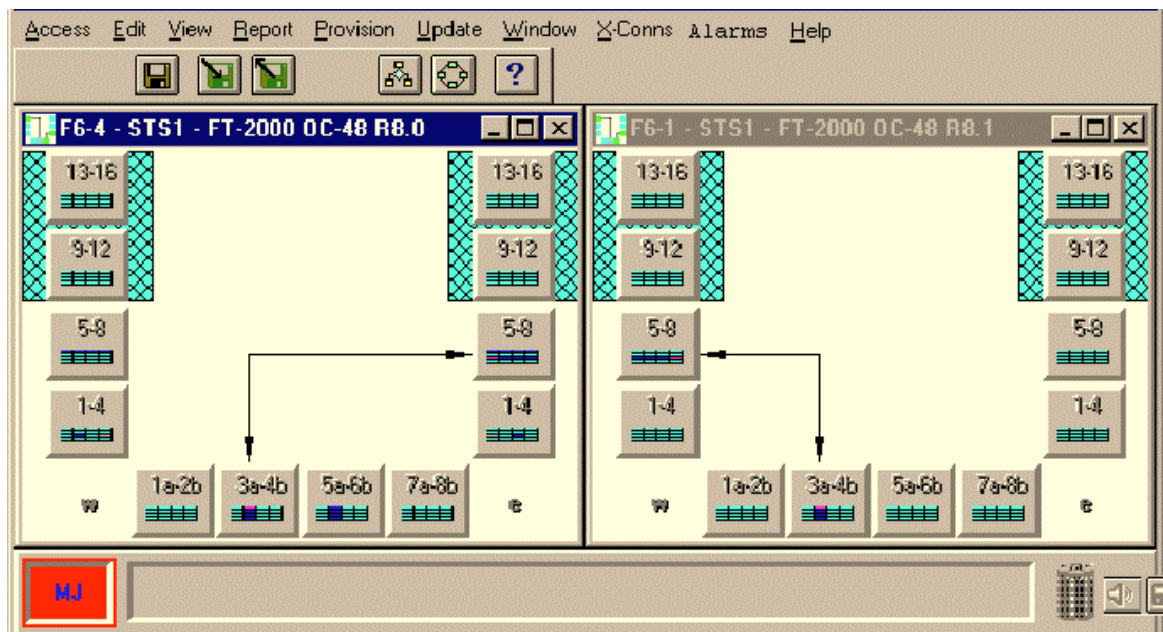 Access Edit View Report Provision Update Window X-Conns Alarms Help
?
F6-4 - STS1 - FT-2000 OC-48 R8.0
13-16 13-16
9-12 9-12
5-8 5-8
1-4 1-4
w 1a-2b 3a-4b 5a-6b 7a-8b e
F6-1 - STS1 - FT-2000 OC-48 R8.1
13-16 13-16
9-12 9-12
5-8 5-8
1-4 1-4
w 1a-2b 3a-4b 5a-6b 7a-8b e
MJ